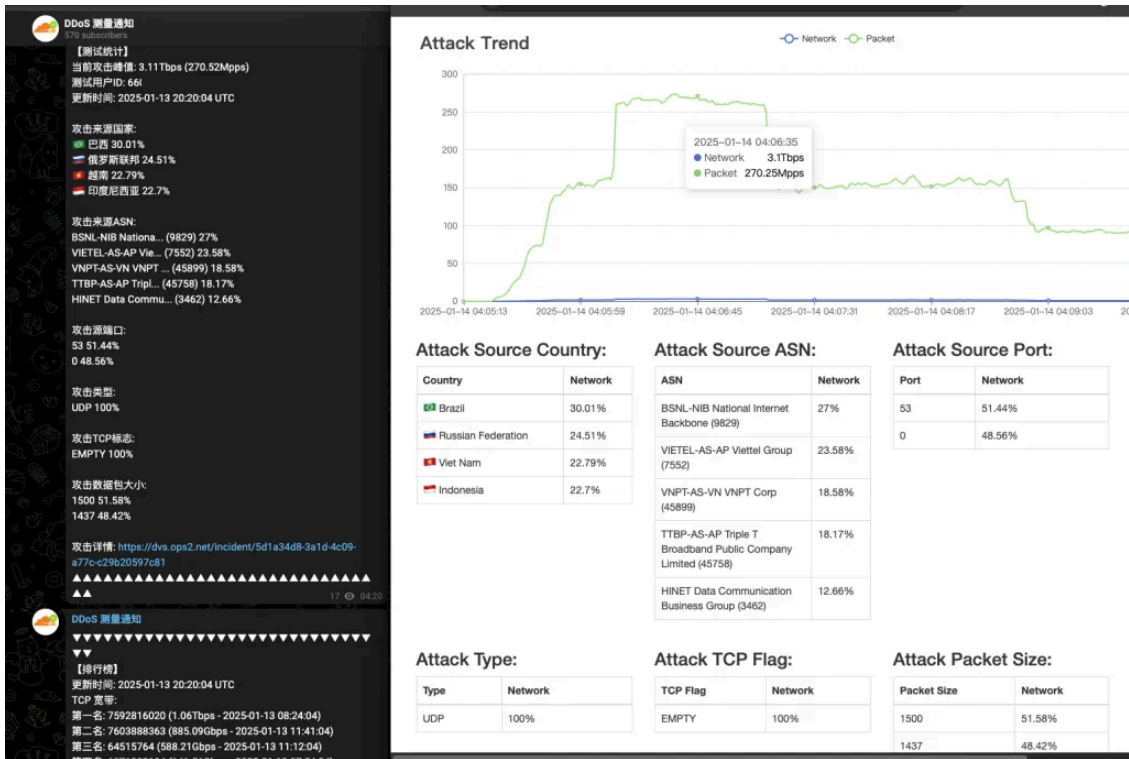 DDoS 测量通知
570 subscribers
【测试统计】
当前攻击峰值: 3.11Tbps (270.52Mpps)
测试用户ID: 66
更新时间: 2025-01-13 20:20:04 UTC
攻击来源国家:
巴西 30.01%
俄罗斯联邦 24.51%
越南 22.79%
印度尼西亚 22.7%
攻击来源ASN:
BSNL-NIB Nationa... (9829) 27%
VIETEL-AS-AP Vie... (7552) 23.58%
VNPT-AS-VN VNPT ... (45899) 18.58%
TTBP-AS-AP Tripl... (45758) 18.17%
HINET Data Commu... (3462) 12.66%
攻击源端口:
53 51.44%
0 48.56%
攻击类型:
UDP 100%
攻击TCP标志:
EMPTY 100%
攻击数据包大小:
1500 51.58%
1437 48.42%
攻击详情: https://dvs.ops2.net/incident/5d1a34d8-3a1d-4c09-
a77c-c29b20597c81
▲▲▲▲▲▲▲▲▲▲▲▲▲▲▲▲▲▲▲▲▲▲▲▲▲▲▲▲▲
▲▲
17 04:20
DDoS 测量通知
▼▼▼▼▼▼▼▼▼▼▼▼▼▼▼▼▼▼▼▼▼▼▼▼▼▼▼▼▼
▼▼
【排行榜】
更新时间: 2025-01-13 20:20:04 UTC
TCP 宽带:
第一名: 7592816020 (1.06Tbps - 2025-01-13 08:24:04)
第二名: 7603888363 (885.09Gbps - 2025-01-13 11:41:04)
第三名: 64515764 (588.21Gbps - 2025-01-13 11:12:04)
Attack Trend
Network Packet
300
250
200
150
100
50
0
2025-01-14 04:06:35
Network 3.1Tbps
Packet 270.25Mpps
2025-01-14 04:05:13 2025-01-14 04:05:59 2025-01-14 04:06:45 2025-01-14 04:07:31 2025-01-14 04:08:17 2025-01-14 04:09:03 20
Attack Source Country:
Country Network
Brazil 30.01%
Russian Federation 24.51%
Viet Nam 22.79%
Indonesia 22.7%
Attack Source ASN:
ASN Network
BSNL-NIB National Internet 27%
Backbone (9829)
VIETEL-AS-AP Viettel Group 23.58%
(7552)
VNPT-AS-VN VNPT Corp 18.58%
(45899)
TTBP-AS-AP Triple T 18.17%
Broadband Public Company
Limited (45758)
HINET Data Communication 12.66%
Business Group (3462)
Attack Source Port:
Port Network
53 51.44%
0 48.56%
Attack Type:
Type Network
UDP 100%
Attack TCP Flag:
TCP Flag Network
EMPTY 100%
Attack Packet Size:
Packet Size Network
1500 51.58%
1437 48.42%